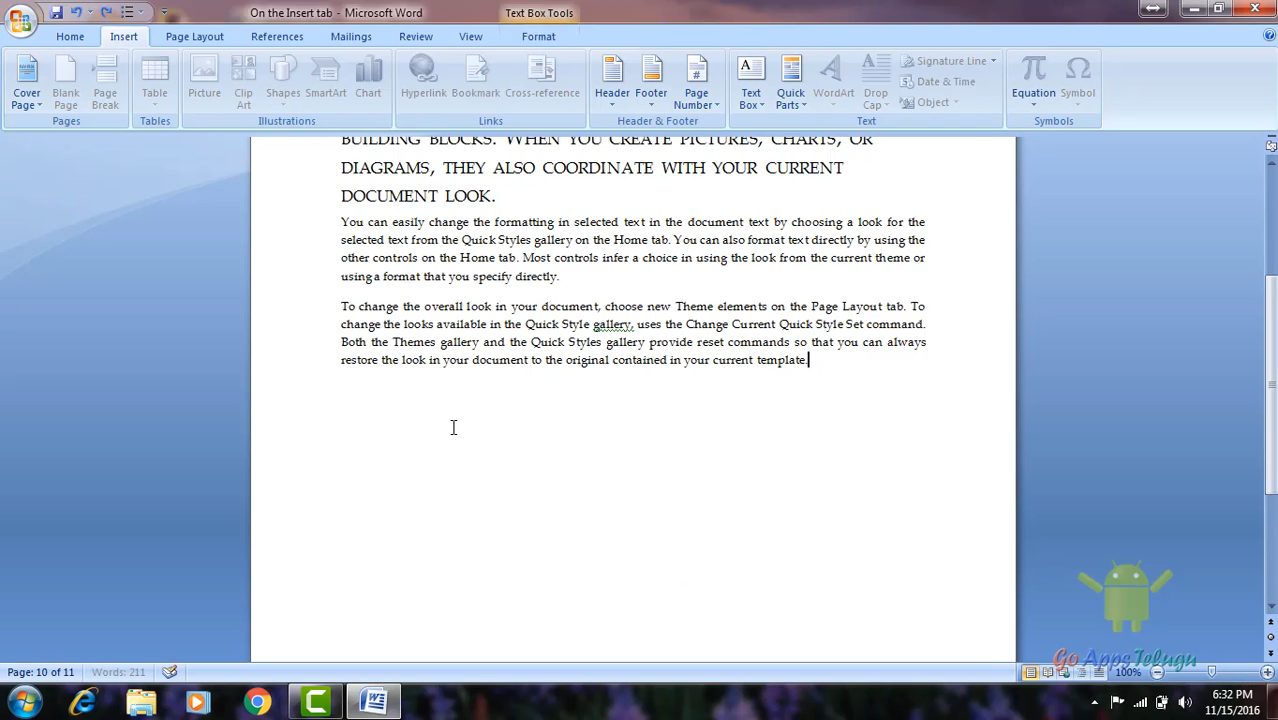 On the Insert tab - Microsoft Word
Text Box Tools
Home
Insert
Page Layout
References
Mailings
Review
View
Format
Cover
Page
Blank
Page
Page
Break
Table
Picture
Clip
Art
Shapes
SmartArt
Chart
Hyperlink
Bookmark
Cross-reference
Header
Footer
Page
Number
Text
Box
Quick
Parts
WordArt
Drop
Cap
Signature Line
Date & Time
Object
Equation
Symbol
Pages
Tables
Illustrations
Links
Header & Footer
Text
Symbols
BUILDING BLOCKS. WHEN YOU CREATE PICTURES, CHARTS, OR
DIAGRAMS, THEY ALSO COORDINATE WITH YOUR CURRENT
DOCUMENT LOOK.
You can easily change the formatting in selected text in the document text by choosing a look for the
selected text from the Quick Styles gallery on the Home tab. You can also format text directly by using the
other controls on the Home tab. Most controls infer a choice in using the look from the current theme or
using a format that you specify directly.
To change the overall look in your document, choose new Theme elements on the Page Layout tab. To
change the looks available in the Quick Style gallery, uses the Change Current Quick Style Set command.
Both the Themes gallery and the Quick Styles gallery provide reset commands so that you can always
restore the look in your document to the original contained in your current template.
Go Apps Telugu
Page: 10 of 11
Words: 211
100%
6:32 PM
11/15/2016